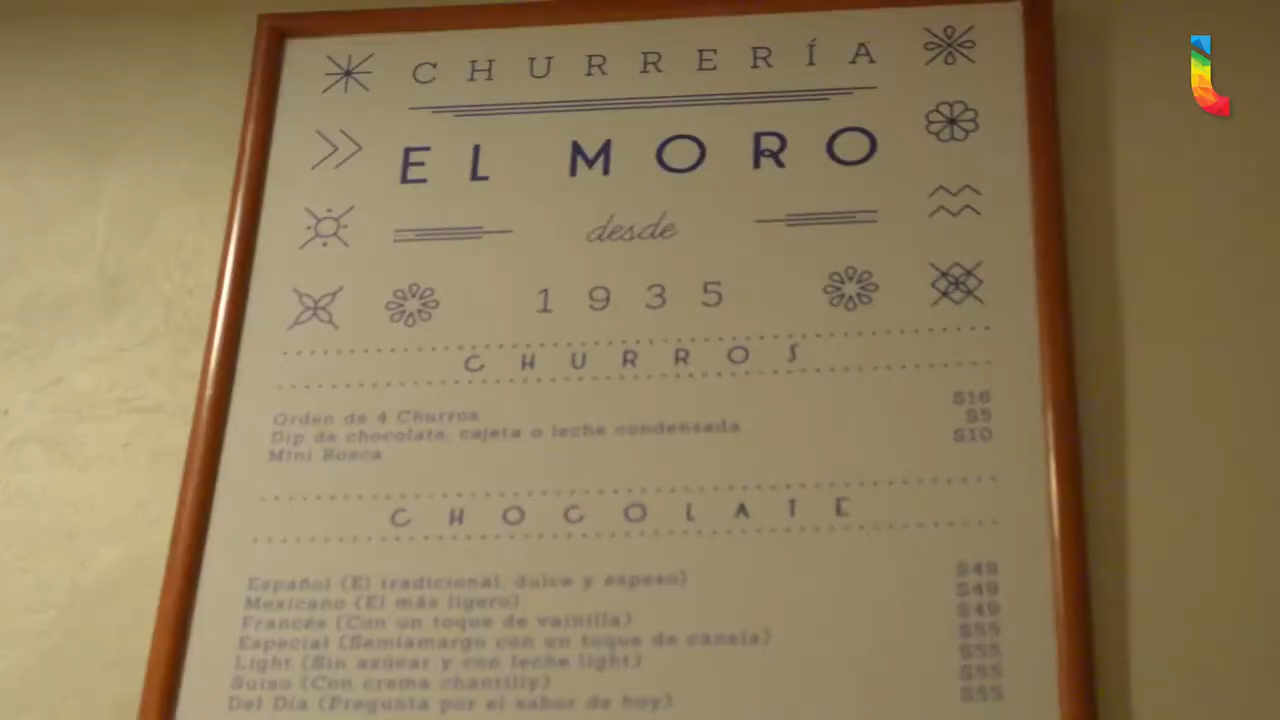 CHURRERÍA
EL MORO
desde
1935
CHURROS
Orden de 4 Churros $16
Dip de chocolate, cajeta o leche condensada $5
Mini Rosca $10
CHOCOLATE
Español (El tradicional, dulce y espeso) $49
Mexicano (El más ligero) $49
Francés (Con un toque de vainilla) $49
Especial (Semiamargo con un toque de canela) $55
Light (Sin azúcar y con leche light) $55
Suizo (Con crema chantilly) $55
Del Día (Pregunta por el sabor de hoy) $55